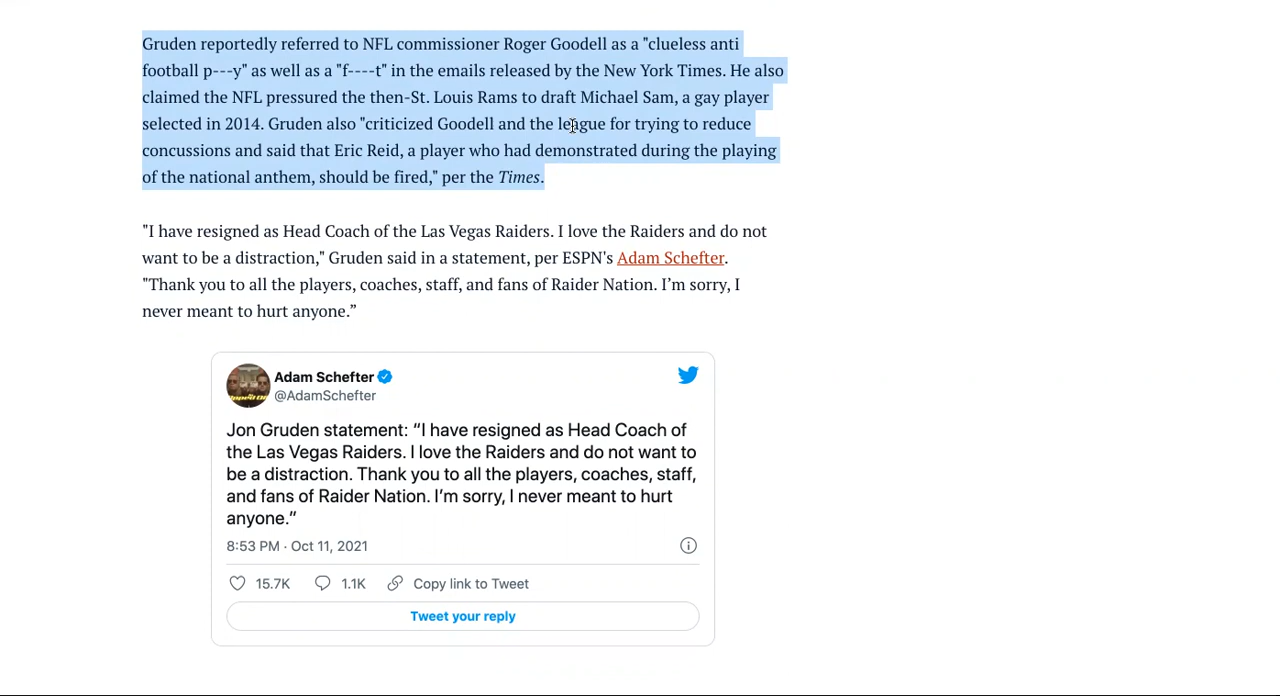 Gruden reportedly referred to NFL commissioner Roger Goodell as a "clueless anti
football p---y" as well as a "f----t" in the emails released by the New York Times. He also
claimed the NFL pressured the then-St. Louis Rams to draft Michael Sam, a gay player
selected in 2014. Gruden also "criticized Goodell and the league for trying to reduce
concussions and said that Eric Reid, a player who had demonstrated during the playing
of the national anthem, should be fired," per the Times.
"I have resigned as Head Coach of the Las Vegas Raiders. I love the Raiders and do not
want to be a distraction," Gruden said in a statement, per ESPN's Adam Schefter.
"Thank you to all the players, coaches, staff, and fans of Raider Nation. I’m sorry, I
never meant to hurt anyone.”
Adam Schefter
@AdamSchefter
Jon Gruden statement: “I have resigned as Head Coach of
the Las Vegas Raiders. I love the Raiders and do not want to
be a distraction. Thank you to all the players, coaches, staff,
and fans of Raider Nation. I’m sorry, I never meant to hurt
anyone.”
8:53 PM · Oct 11, 2021
15.7K 1.1K Copy link to Tweet
Tweet your reply